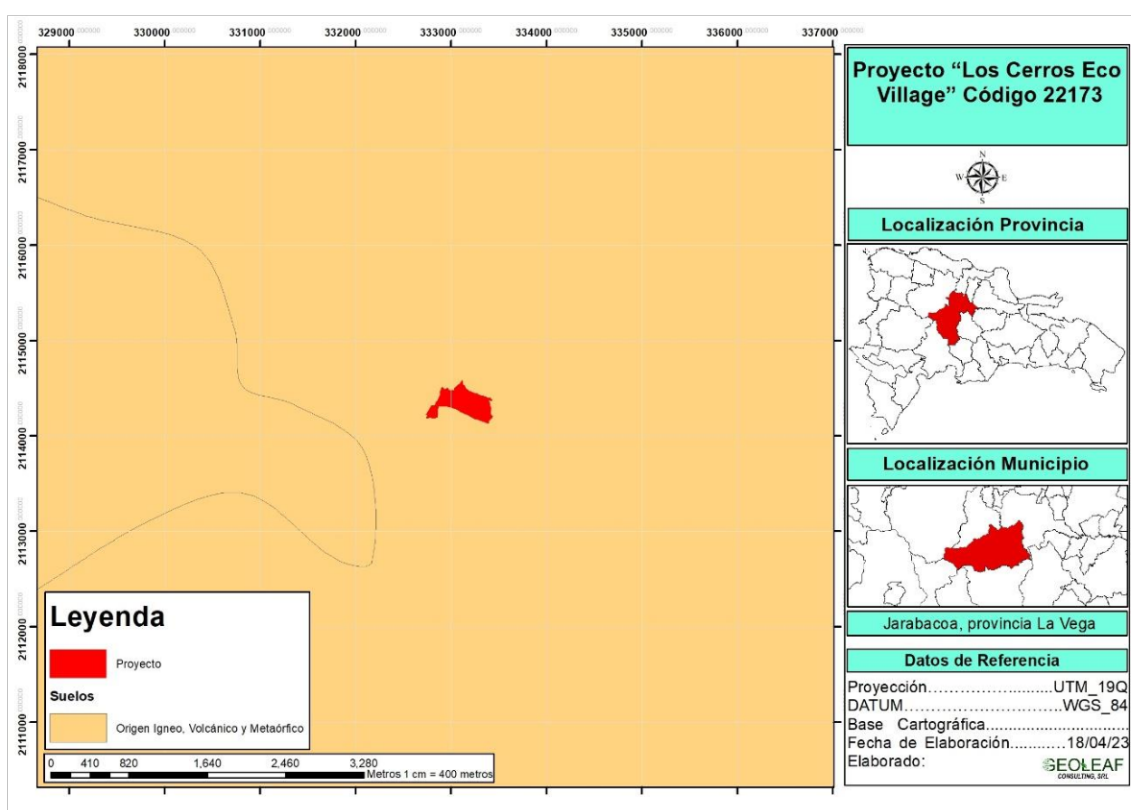 329000 330000 331000 332000 333000 334000 335000 336000 337000
2118000
2117000
2116000
2115000
2114000
2113000
2112000
2111000
Leyenda
Proyecto
Suelos
Origen Igneo, Volcánico y Metaórfico
0 410 820 1,640 2,460 3,280
Metros 1 cm = 400 metros
Proyecto “Los Cerros Eco
Village” Código 22173
N
W E
S
Localización Provincia
Localización Municipio
Jarabacoa, provincia La Vega
Datos de Referencia
Proyección.........................UTM_19Q
DATUM..............................WGS_84
Base Cartográfica..............................
Fecha de Elaboración...........18/04/23
Elaborado:
GEOLEAF
CONSULTING, SRL